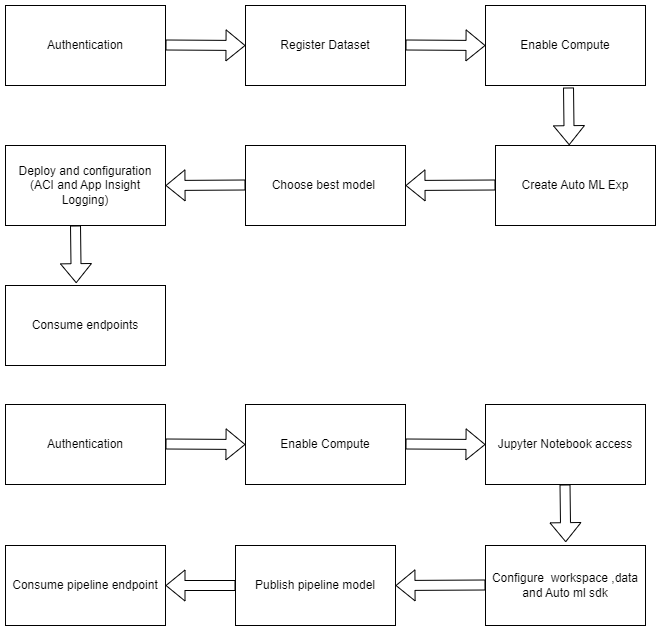 Authentication
Register Dataset
Enable Compute
Create Auto ML Exp
Choose best model
Deploy and configuration
(ACI and App Insight
Logging)
Consume endpoints
Authentication
Enable Compute
Jupyter Notebook access
Configure  workspace ,data
and Auto ml sdk
Publish pipeline model
Consume pipeline endpoint